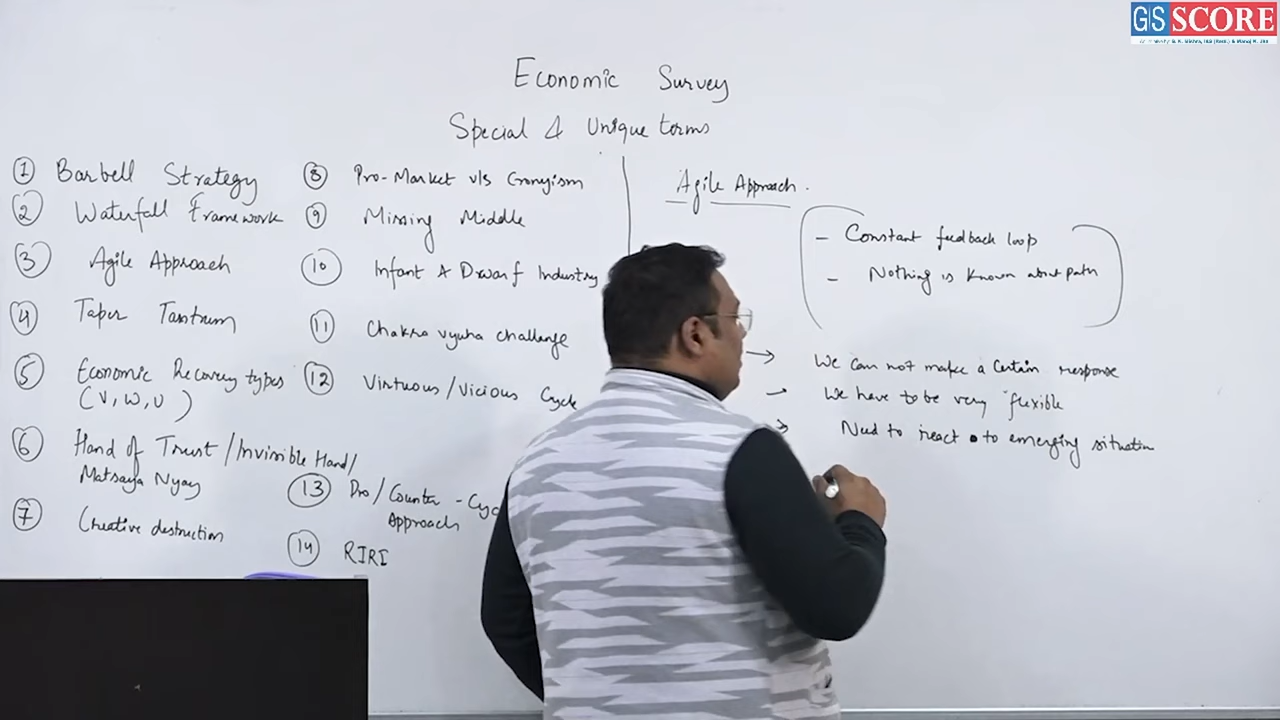 GS SCORE
Economic Survey
Special & Unique terms
① Barbell Strategy
② Waterfall Framework
③ Agile Approach
④ Taper Tantrum
⑤ Economic Recovery types
(V, W, U)
⑥ Hand of Trust / Invisible Hand /
Matsaya Nyay
⑦ Creative destruction
⑧ Pro-Market v/s Cronyism
⑨ Missing Middle
⑩ Infant & Dwarf Industry
⑪ Chakra vyuha challenge
⑫ Virtuous / Vicious Cycle
⑬ Pro / Counter - Cyc
Approach
⑭ RIRI
Agile Approach.
- Constant feedback loop
- Nothing is known about path
→ We can not make a certain response
- We have to be very flexible
→ Need to react to emerging situation